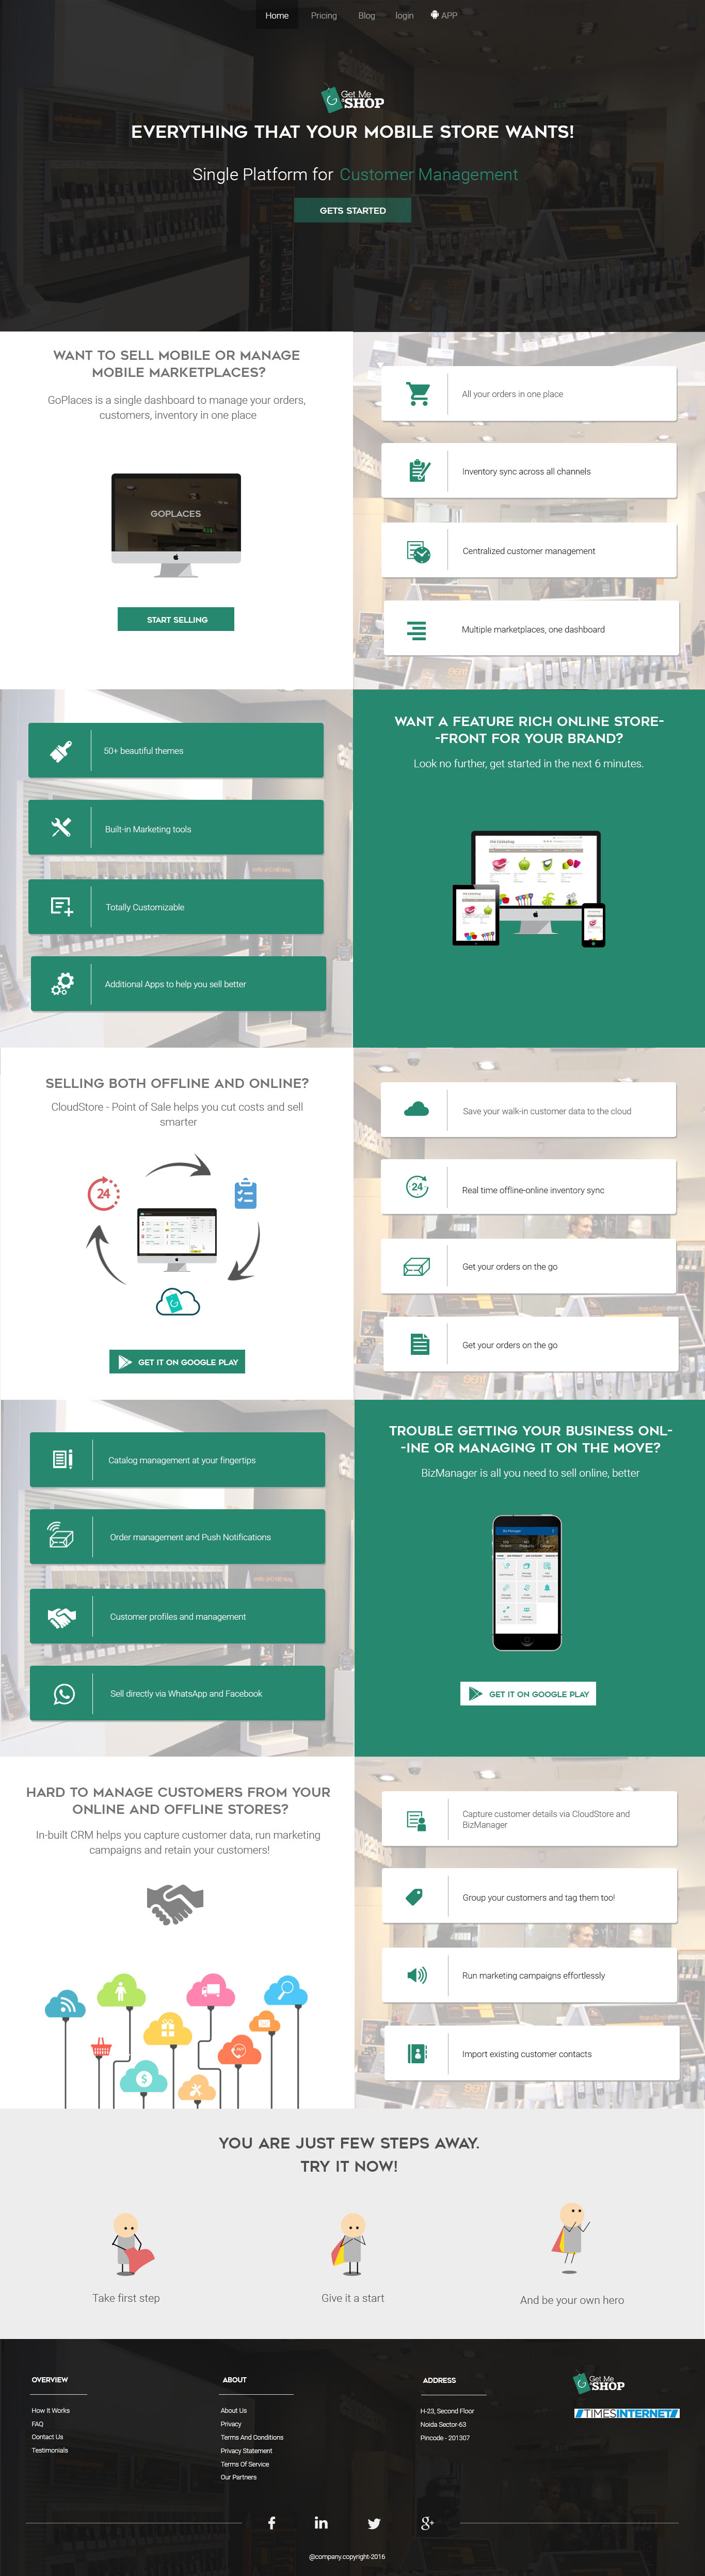 Home Pricing Blog login APP
Get Me
SHOP
EVERYTHING THAT YOUR MOBILE STORE WANTS!
Single Platform for Customer Management
GETS STARTED
WANT TO SELL MOBILE OR MANAGE
MOBILE MARKETPLACES?
GoPlaces is a single dashboard to manage your orders,
customers, inventory in one place
GOPLACES
START SELLING
All your orders in one place
Inventory sync across all channels
Centralized customer management
Multiple marketplaces, one dashboard
50+ beautiful themes
Built-in Marketing tools
Totally Customizable
Additional Apps to help you sell better
WANT A FEATURE RICH ONLINE STORE-
-FRONT FOR YOUR BRAND?
Look no further, get started in the next 6 minutes.
SELLING BOTH OFFLINE AND ONLINE?
CloudStore - Point of Sale helps you cut costs and sell
smarter
24
GET IT ON GOOGLE PLAY
Save your walk-in customer data to the cloud
24
Real time offline-online inventory sync
Get your orders on the go
Get your orders on the go
Catalog management at your fingertips
Order management and Push Notifications
Customer profiles and management
Sell directly via WhatsApp and Facebook
TROUBLE GETTING YOUR BUSINESS ONL-
-INE OR MANAGING IT ON THE MOVE?
BizManager is all you need to sell online, better
GET IT ON GOOGLE PLAY
HARD TO MANAGE CUSTOMERS FROM YOUR
ONLINE AND OFFLINE STORES?
In-built CRM helps you capture customer data, run marketing
campaigns and retain your customers!
Capture customer details via CloudStore and
BizManager
Group your customers and tag them too!
Run marketing campaigns effortlessly
Import existing customer contacts
YOU ARE JUST FEW STEPS AWAY.
TRY IT NOW!
Take first step
Give it a start
And be your own hero
OVERVIEW
How It Works
FAQ
Contact Us
Testimonials
ABOUT
About Us
Privacy
Terms And Conditions
Privacy Statement
Terms Of Service
Our Partners
ADDRESS
H-23, Second Floor
Noida Sector-63
Pincode - 201307
Get Me
SHOP
TIMESINTERNET
@company.copyright-2016